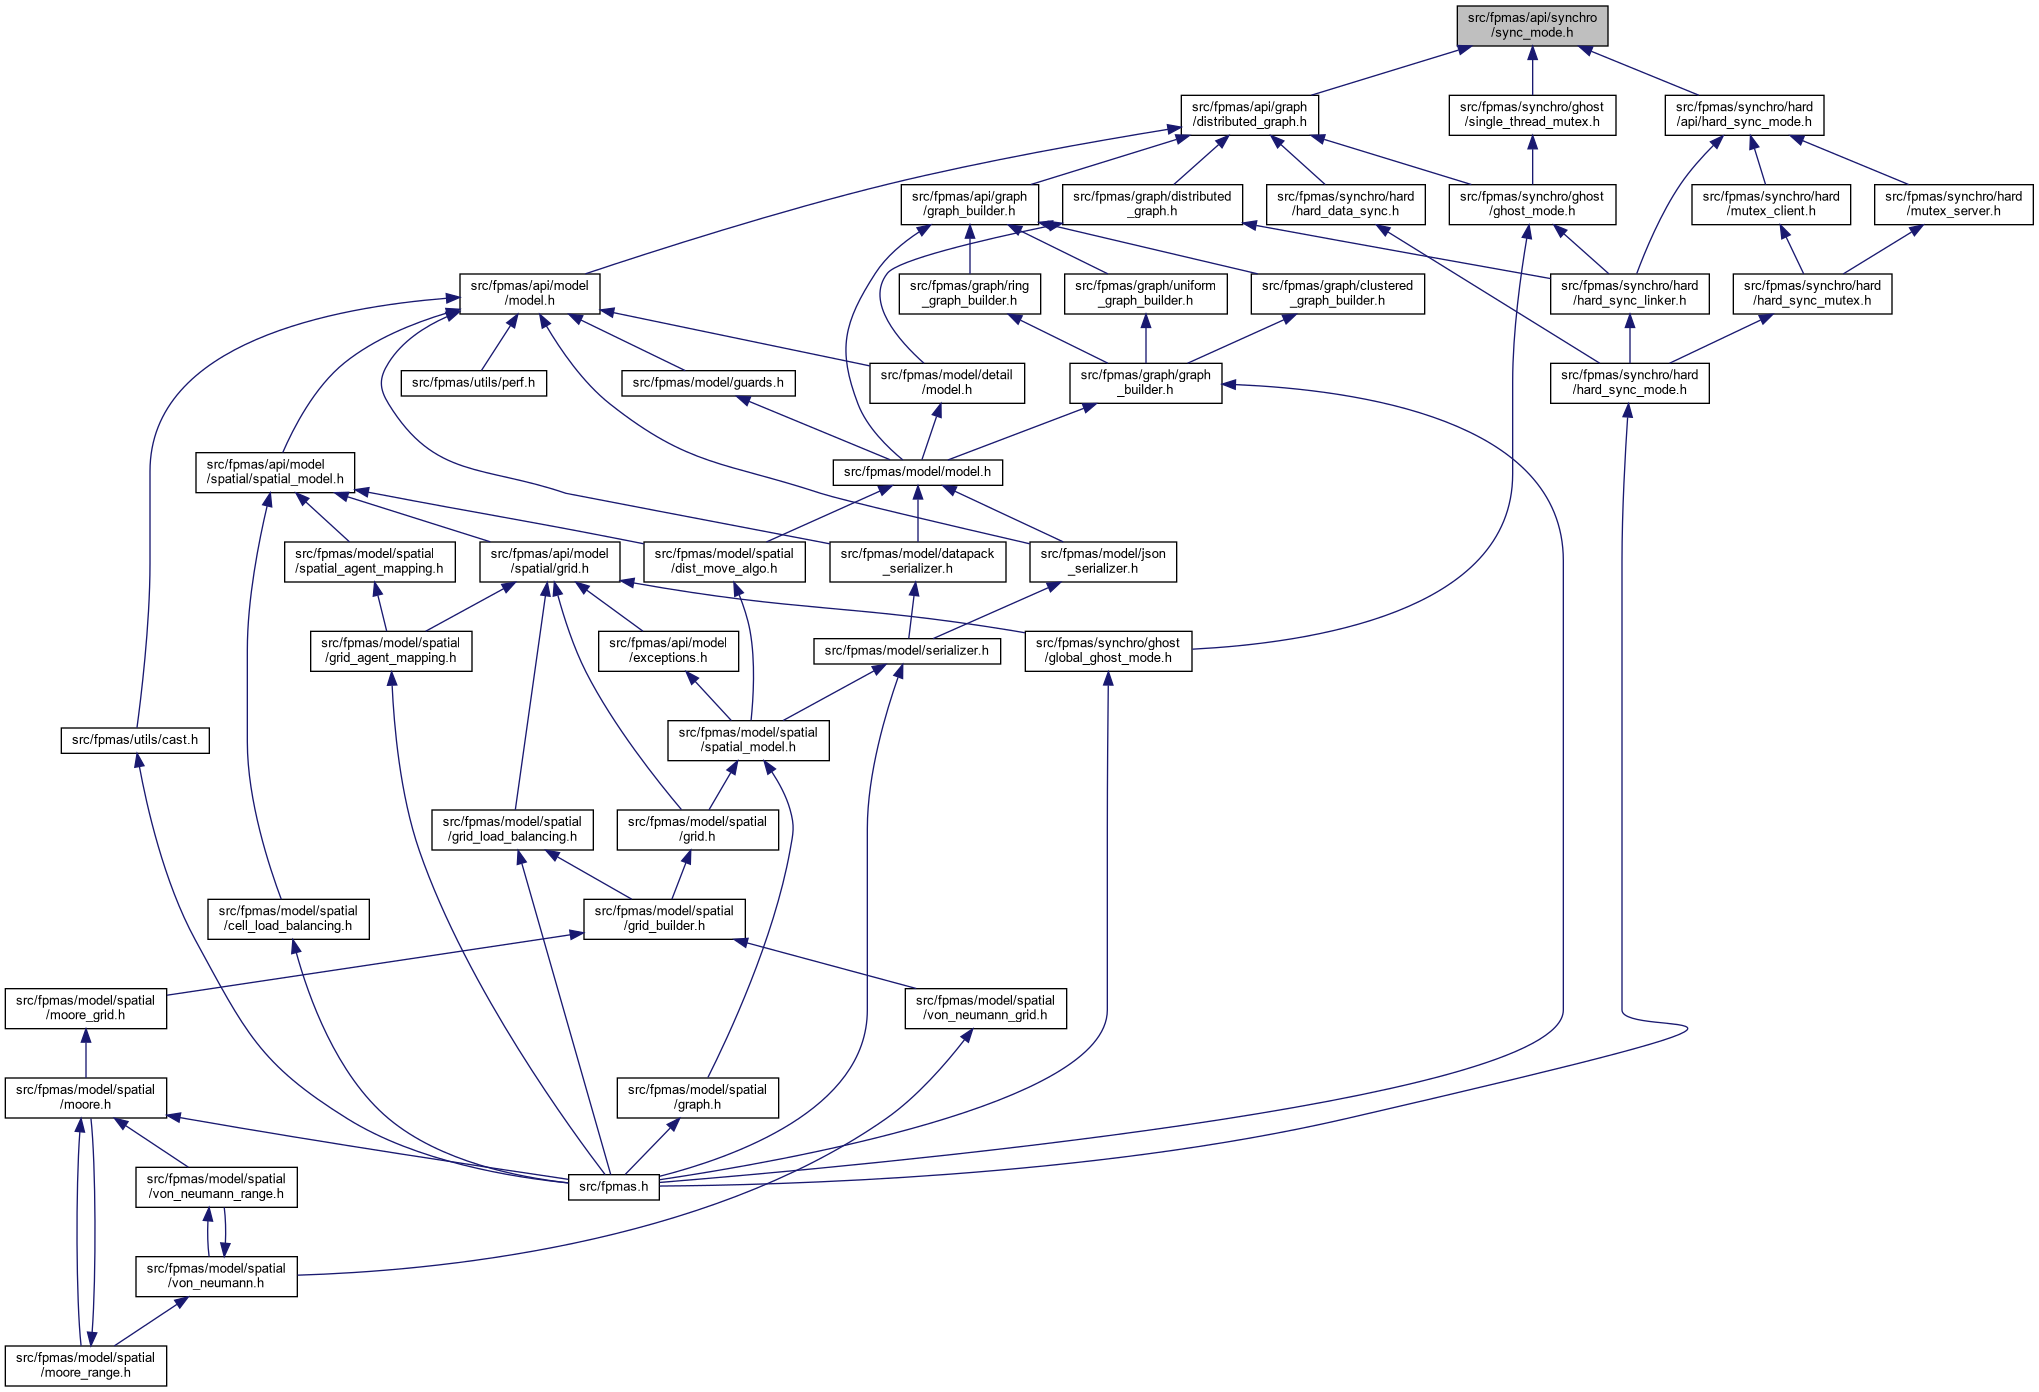 src/fpmas/api/synchro
/sync_mode.h
src/fpmas/api/graph
/distributed_graph.h
src/fpmas/synchro/ghost
/single_thread_mutex.h
src/fpmas/synchro/hard
/api/hard_sync_mode.h
src/fpmas/api/graph
/graph_builder.h
src/fpmas/graph/distributed
_graph.h
src/fpmas/synchro/hard
/hard_data_sync.h
src/fpmas/synchro/ghost
/ghost_mode.h
src/fpmas/synchro/hard
/mutex_client.h
src/fpmas/synchro/hard
/mutex_server.h
src/fpmas/api/model
/model.h
src/fpmas/graph/ring
_graph_builder.h
src/fpmas/graph/uniform
_graph_builder.h
src/fpmas/graph/clustered
_graph_builder.h
src/fpmas/synchro/hard
/hard_sync_linker.h
src/fpmas/synchro/hard
/hard_sync_mutex.h
src/fpmas/utils/perf.h
src/fpmas/model/guards.h
src/fpmas/model/detail
/model.h
src/fpmas/graph/graph
_builder.h
src/fpmas/synchro/hard
/hard_sync_mode.h
src/fpmas/api/model
/spatial/spatial_model.h
src/fpmas/model/model.h
src/fpmas/model/spatial
/spatial_agent_mapping.h
src/fpmas/api/model
/spatial/grid.h
src/fpmas/model/spatial
/dist_move_algo.h
src/fpmas/model/datapack
_serializer.h
src/fpmas/model/json
_serializer.h
src/fpmas/model/spatial
/grid_agent_mapping.h
src/fpmas/api/model
/exceptions.h
src/fpmas/model/serializer.h
src/fpmas/synchro/ghost
/global_ghost_mode.h
src/fpmas/utils/cast.h
src/fpmas/model/spatial
/spatial_model.h
src/fpmas/model/spatial
/grid_load_balancing.h
src/fpmas/model/spatial
/grid.h
src/fpmas/model/spatial
/cell_load_balancing.h
src/fpmas/model/spatial
/grid_builder.h
src/fpmas/model/spatial
/moore_grid.h
src/fpmas/model/spatial
/von_neumann_grid.h
src/fpmas/model/spatial
/moore.h
src/fpmas/model/spatial
/graph.h
src/fpmas/model/spatial
/von_neumann_range.h
src/fpmas.h
src/fpmas/model/spatial
/von_neumann.h
src/fpmas/model/spatial
/moore_range.h